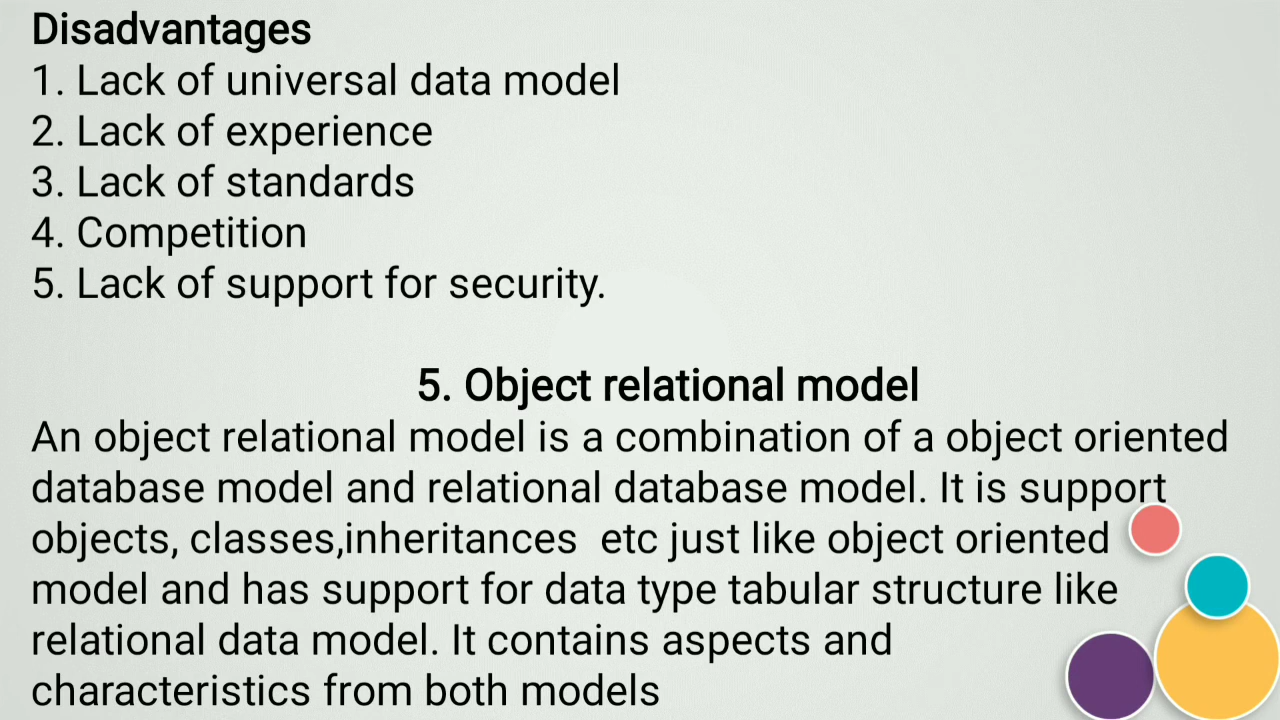 Disadvantages
1. Lack of universal data model
2. Lack of experience
3. Lack of standards
4. Competition
5. Lack of support for security.
5. Object relational model
An object relational model is a combination of a object oriented
database model and relational database model. It is support
objects, classes,inheritances  etc just like object oriented
model and has support for data type tabular structure like
relational data model. It contains aspects and
characteristics from both models